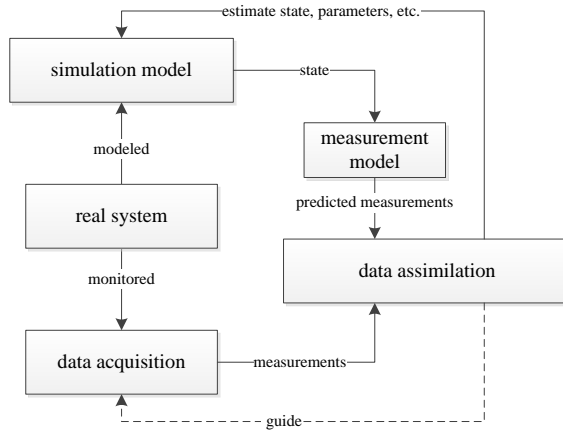 estimate state, parameters, etc.
simulation model
state
measurement
model
modeled
predicted measurements
real system
data assimilation
monitored
data acquisition
measurements
guide